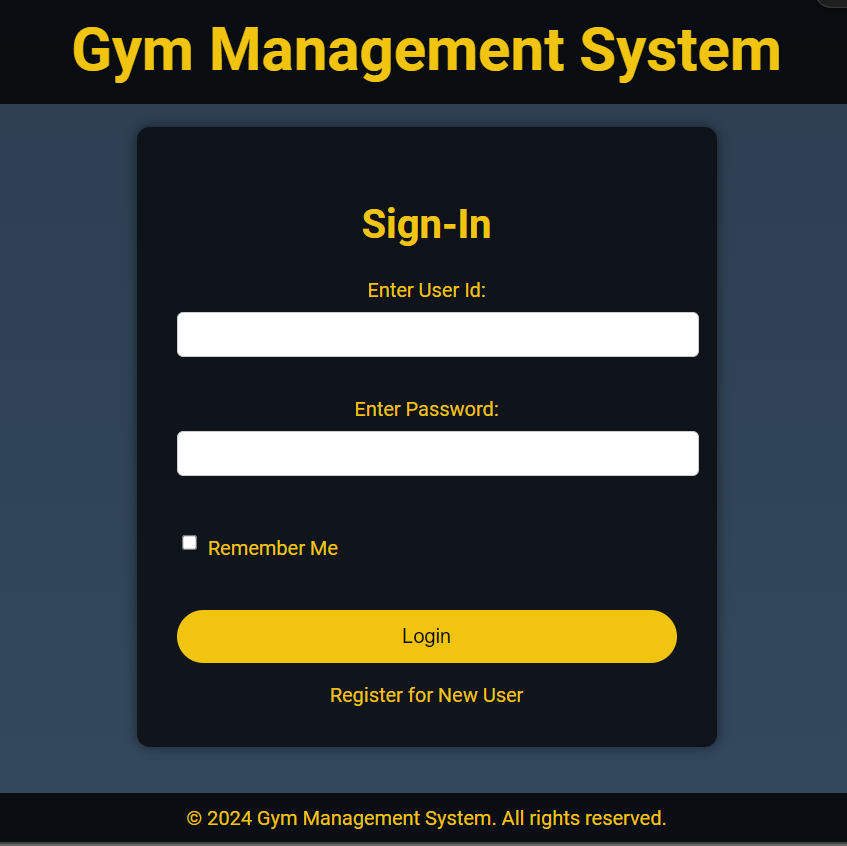 Gym Management System
Sign-In
Enter User Id:
Enter Password:
Remember Me
Login
Register for New User
© 2024 Gym Management System. All rights reserved.